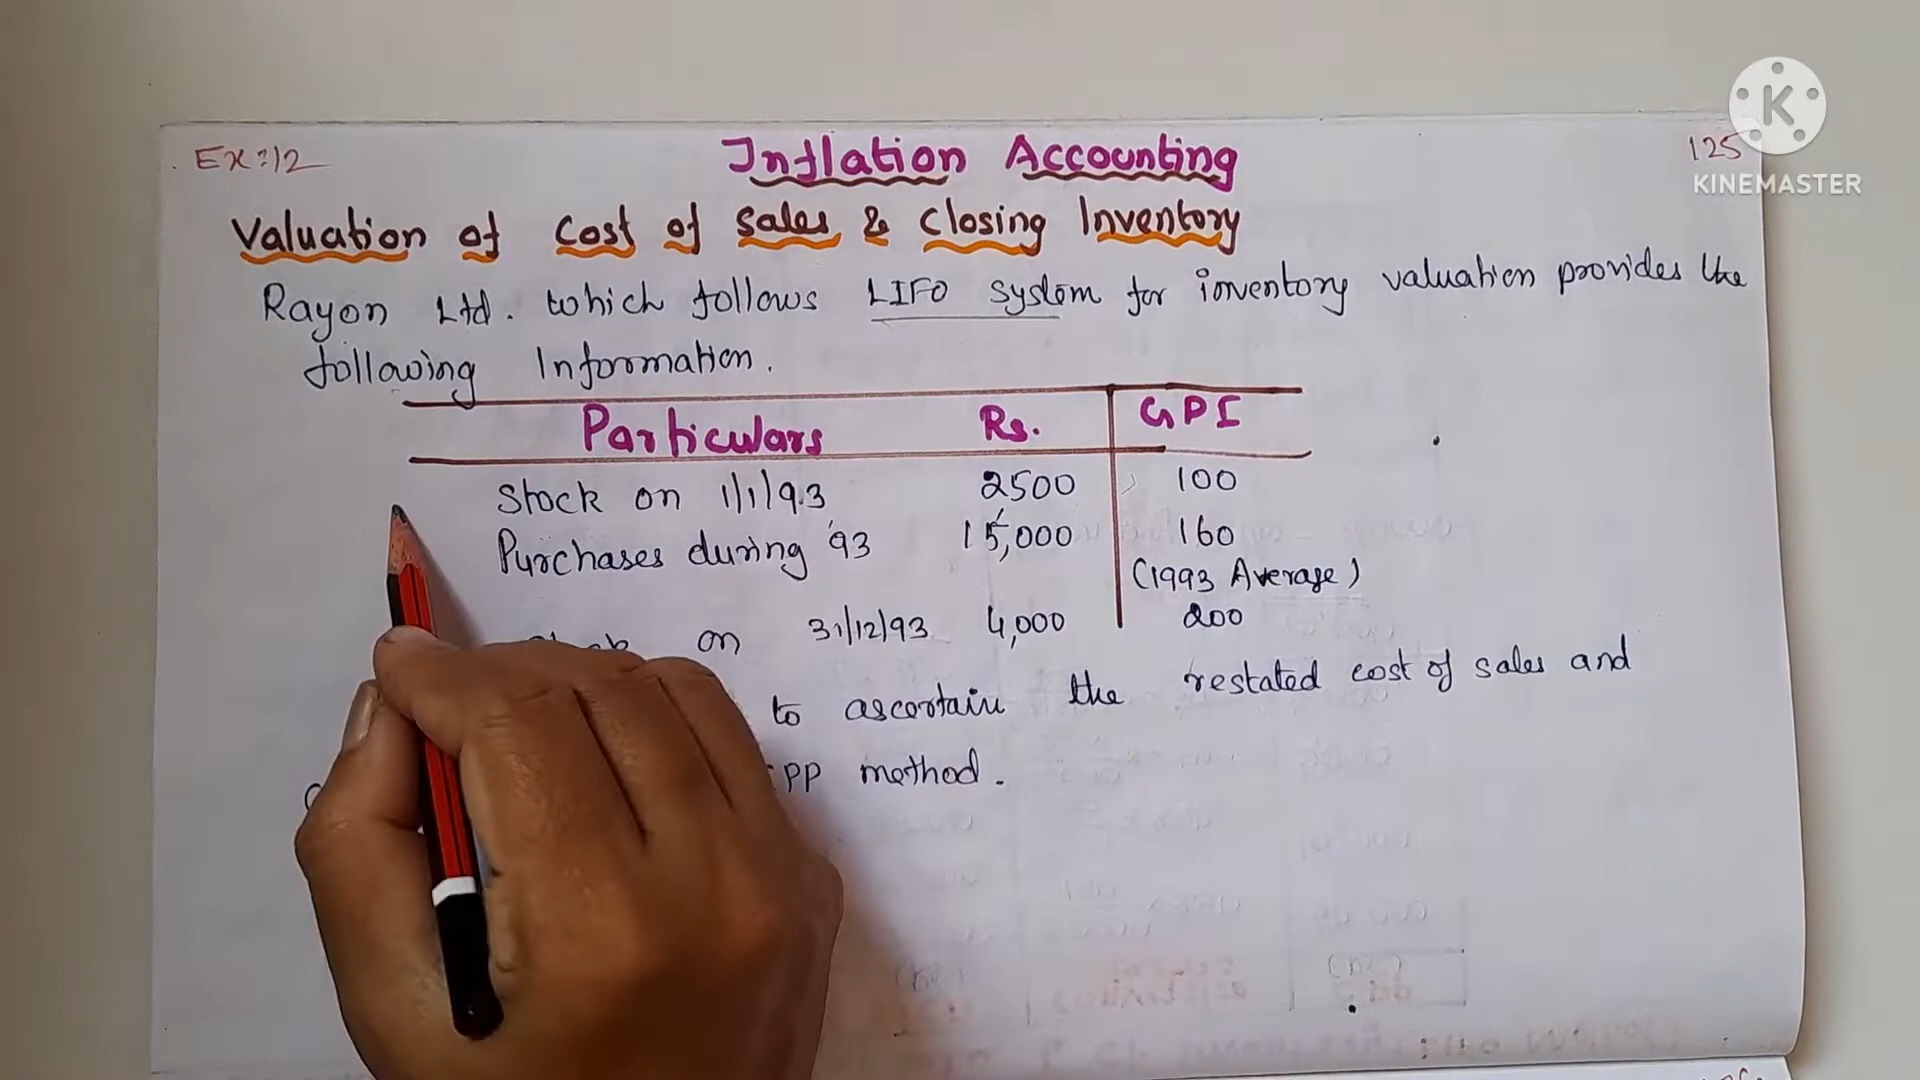 Ex:12
Inflation Accounting
125
KINEMASTER
Valuation of Cost of Sales & Closing Inventory
Rayon Ltd. which follows LIFO system for inventory valuation provides the
following Information.
Particulars Rs. GPI
Stock on 1/1/93 2500 100
Purchases during '93 15,000 160
(1993 Average)
on 31/12/93 4,000 200
to ascertain the restated cost of sales and
method.